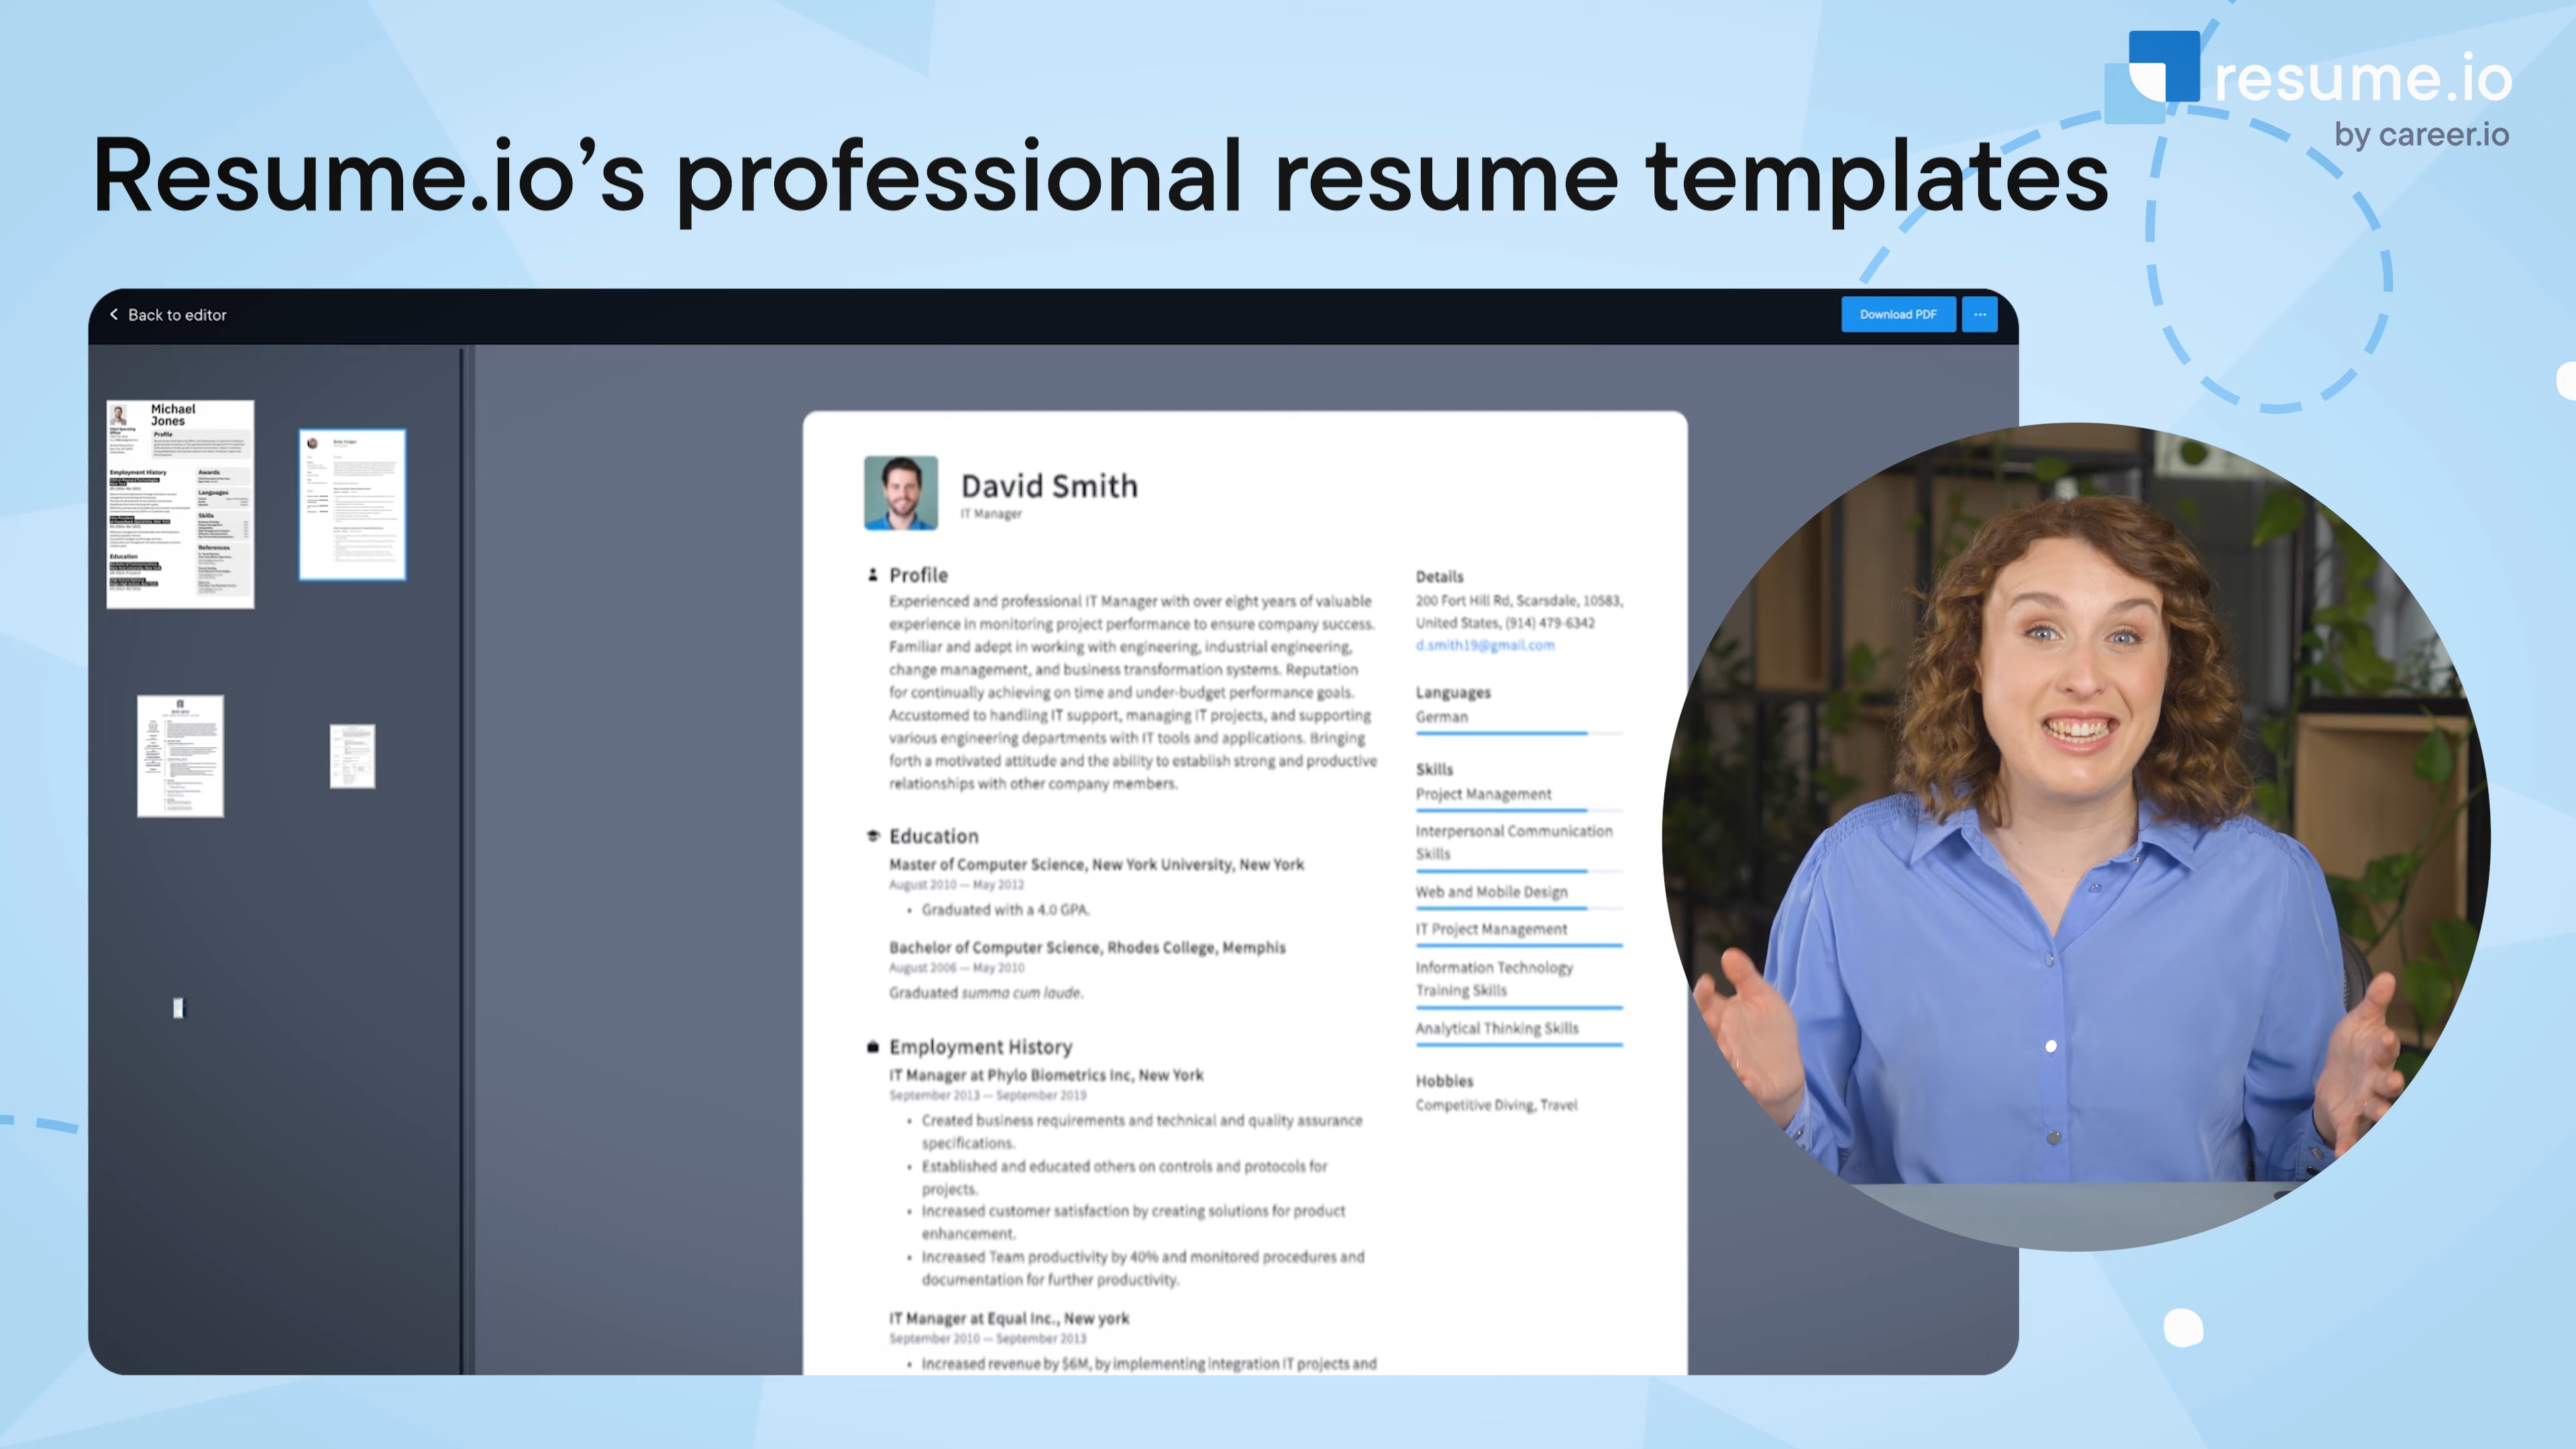 resume.io
by career.io
Resume.io’s professional resume templates
Back to editor
Download PDF
Michael
Jones
Profile
Employment History
Education
Awards
Languages
Skills
References
David Smith
IT Manager
Profile
Experienced and professional IT Manager with over eight years of valuable
experience in monitoring project performance to ensure company success.
Familiar and adept in working with engineering, industrial engineering,
change management, and business transformation systems. Reputation
for continually achieving on time and under-budget performance goals.
Accustomed to handling IT support, managing IT projects, and supporting
various engineering departments with IT tools and applications. Bringing
forth a motivated attitude and the ability to establish strong and productive
relationships with other company members.
Education
Master of Computer Science, New York University, New York
August 2010 — May 2012
• Graduated with a 4.0 GPA.
Bachelor of Computer Science, Rhodes College, Memphis
August 2006 — May 2010
Graduated summa cum laude.
Employment History
IT Manager at Phylo Biometrics Inc, New York
September 2013 — September 2019
• Created business requirements and technical and quality assurance
specifications.
• Established and educated others on controls and protocols for
projects.
• Increased customer satisfaction by creating solutions for product
enhancement.
• Increased Team productivity by 40% and monitored procedures and
documentation for further productivity.
IT Manager at Equal Inc., New york
September 2010 — September 2013
• Increased revenue by $6M, by implementing integration IT projects and
Details
200 Fort Hill Rd, Scarsdale, 10583,
United States, (914) 479-6342
d.smith19@gmail.com
Languages
German
Skills
Project Management
Interpersonal Communication
Skills
Web and Mobile Design
IT Project Management
Information Technology
Training Skills
Analytical Thinking Skills
Hobbies
Competitive Diving, Travel